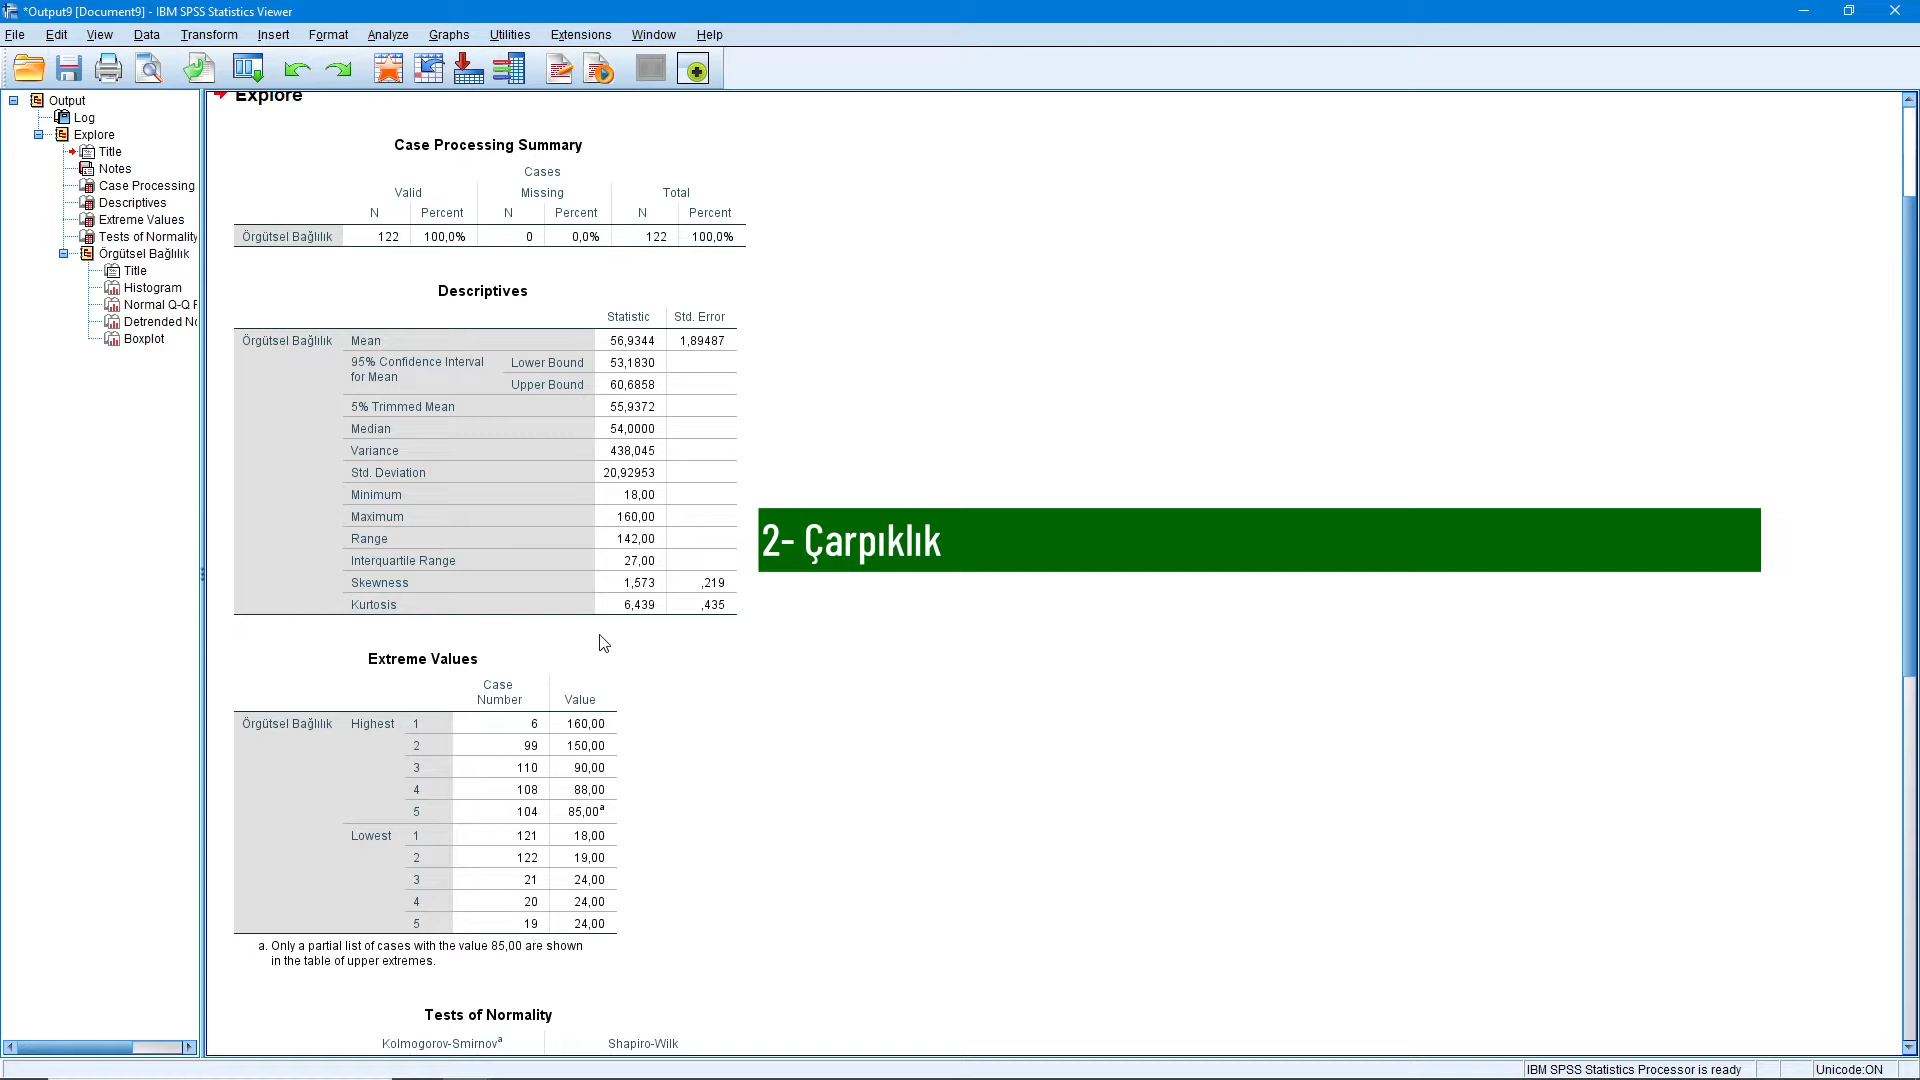 *Output9 [Document9] - IBM SPSS Statistics Viewer
File Edit View Data Transform Insert Format Analyze Graphs Utilities Extensions Window Help
Output
Log
Explore
Title
Notes
Case Processing
Descriptives
Extreme Values
Tests of Normality
Örgütsel Bağlılık
Title
Histogram
Normal Q-Q
Detrended
Boxplot
Explore
Case Processing Summary
Cases
Valid Missing Total
N Percent N Percent N Percent
Örgütsel Bağlılık 122 100,0% 0 0,0% 122 100,0%
Descriptives
Statistic Std. Error
Örgütsel Bağlılık Mean 56,9344 1,89487
95% Confidence Interval for Mean Lower Bound 53,1830
Upper Bound 60,6858
5% Trimmed Mean 55,9372
Median 54,0000
Variance 438,045
Std. Deviation 20,92953
Minimum 18,00
Maximum 160,00
Range 142,00
Interquartile Range 27,00
Skewness 1,573 ,219
Kurtosis 6,439 ,435
2- Çarpıklık
Extreme Values
Case Number Value
Örgütsel Bağlılık Highest 1 6 160,00
2 99 150,00
3 110 90,00
4 108 88,00
5 104 85,00a
Lowest 1 121 18,00
2 122 19,00
3 21 24,00
4 20 24,00
5 19 24,00
a. Only a partial list of cases with the value 85,00 are shown
in the table of upper extremes.
Tests of Normality
Kolmogorov-Smirnova Shapiro-Wilk
IBM SPSS Statistics Processor is ready Unicode:ON